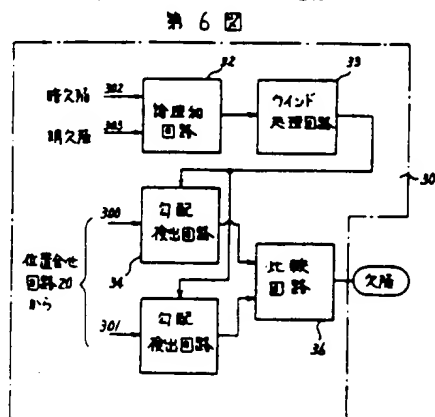 第 6 図
32
33
暗欠陥
302
明欠陥
303
論理和
回路
ウインド
処理回路
30
勾配
検出回路
300
位置合せ
回路20
から
34
比較
回路
欠陥
36
301
勾配
検出回路